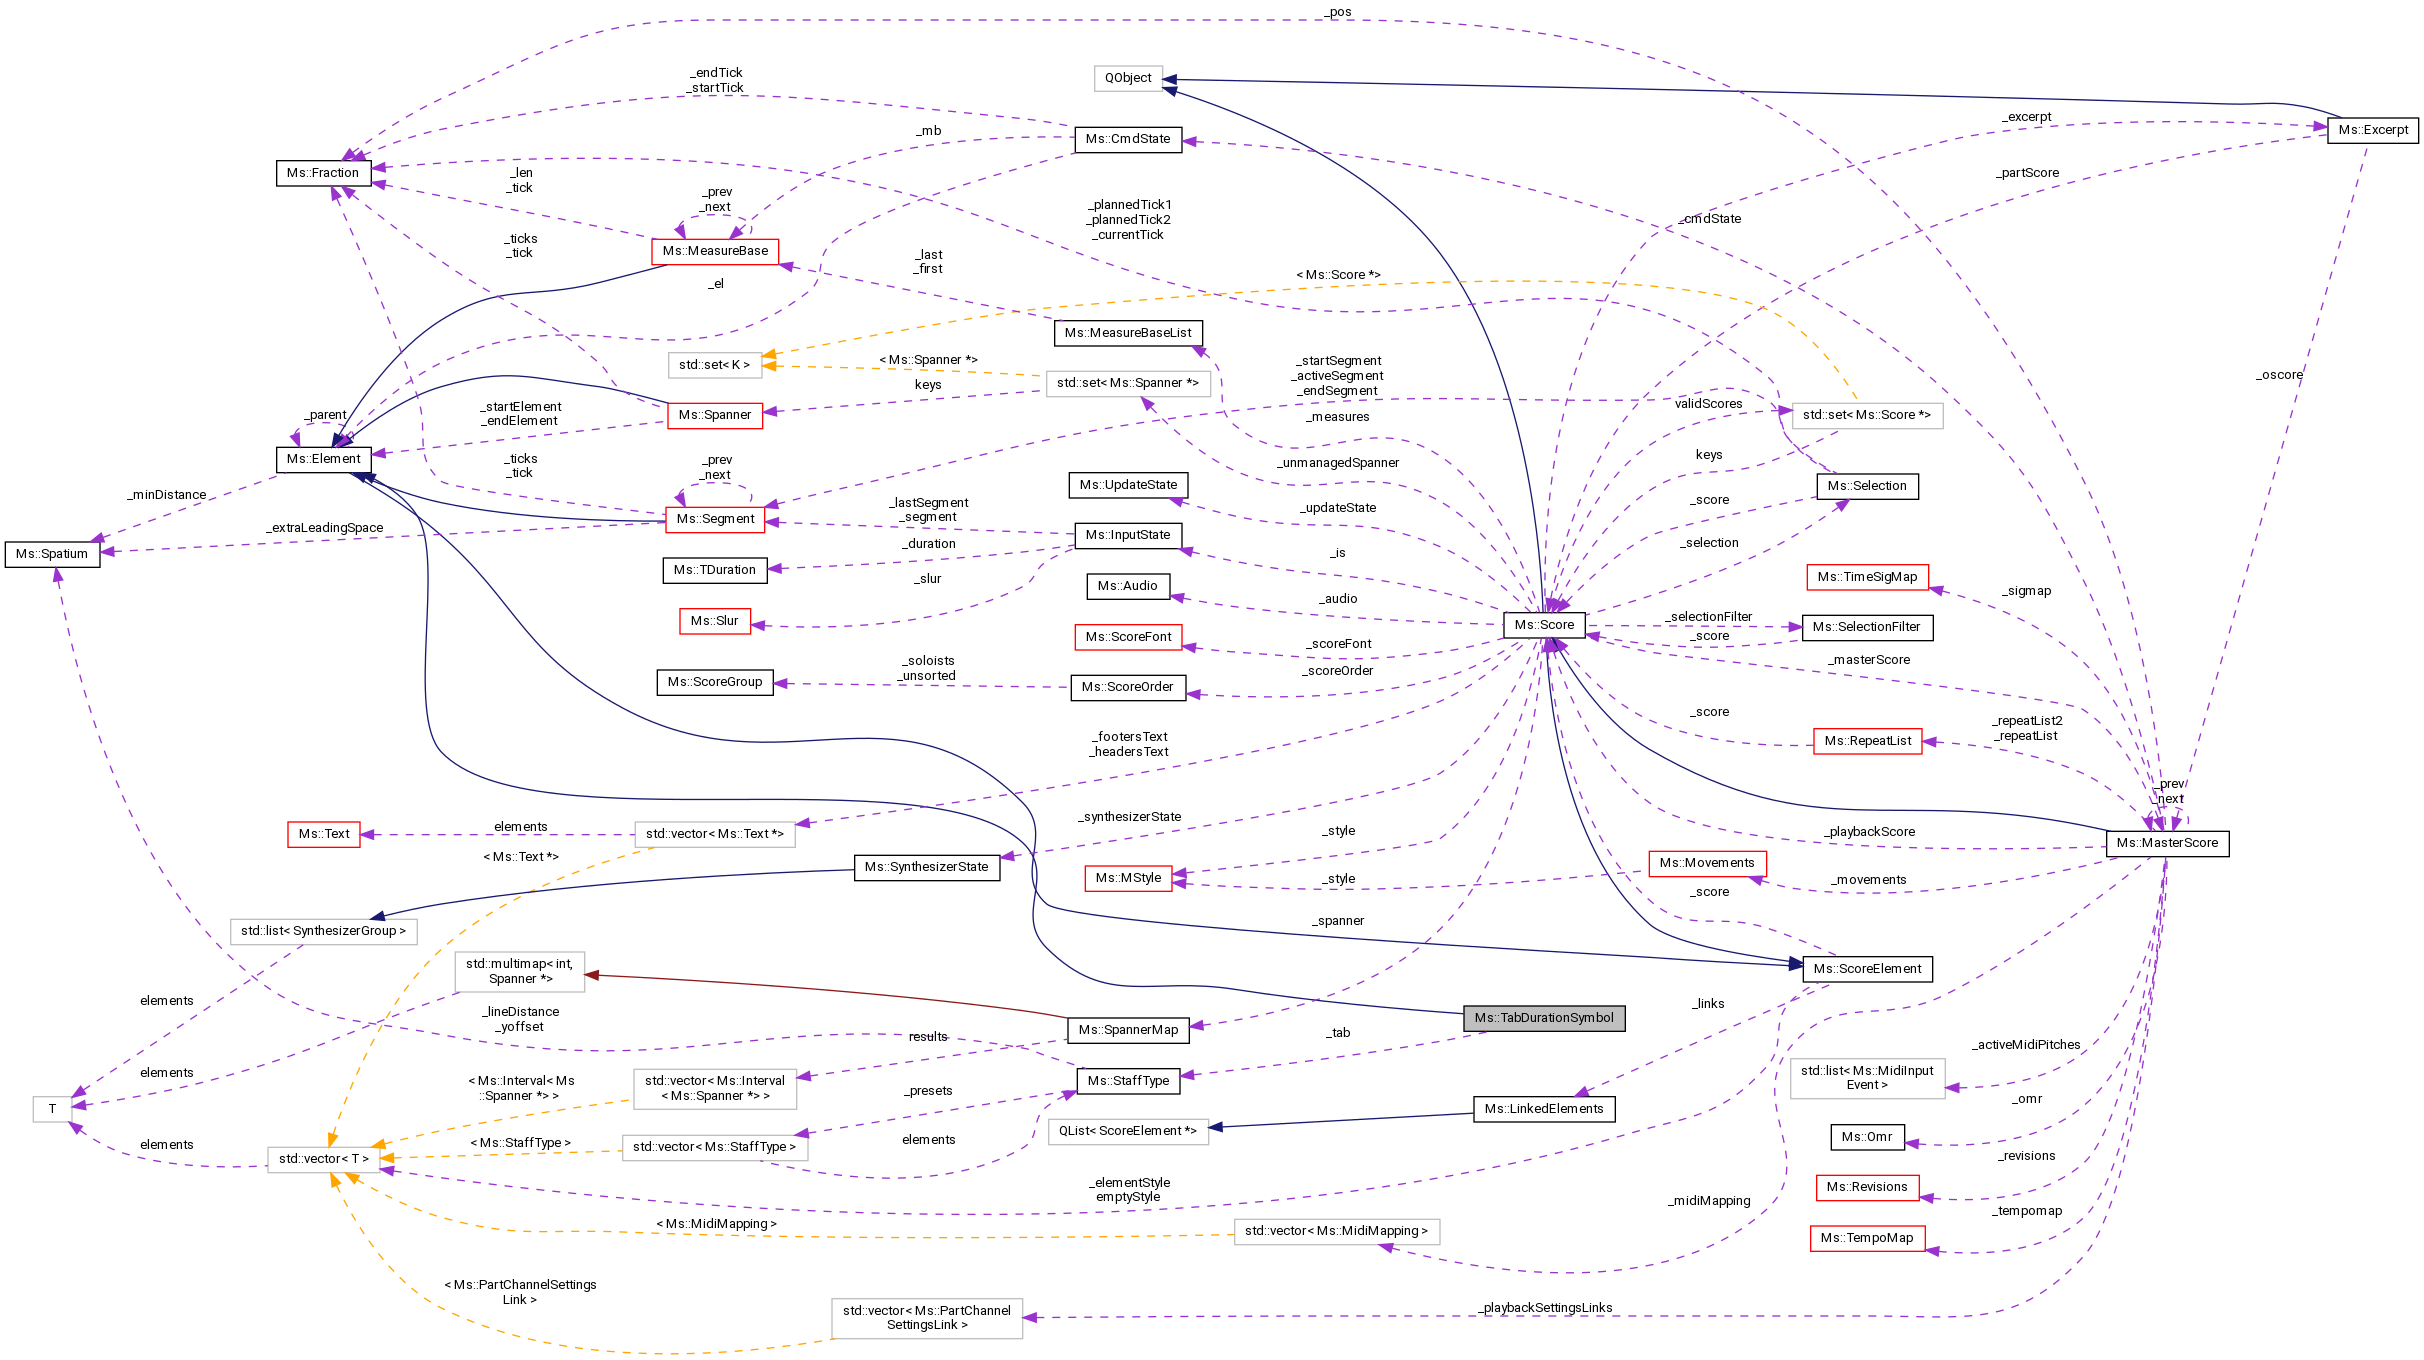 _pos
QObject
_endTick
_startTick
_mb
Ms::CmdState
_excerpt
Ms::Excerpt
Ms::Fraction
_len
_tick
_prev
_next
_plannedTick1
_plannedTick2
_currentTick
_partScore
_cmdState
_ticks
_tick
Ms::MeasureBase
_last
_first
_el
< Ms::Score *>
Ms::MeasureBaseList
std::set< K >
< Ms::Spanner *>
keys
std::set< Ms::Spanner *>
_startSegment
_activeSegment
_endSegment
_measures
_oscore
_parent
_startElement
_endElement
Ms::Spanner
validScores
std::set< Ms::Score *>
Ms::Element
_ticks
_tick
_prev
_next
_unmanagedSpanner
keys
Ms::UpdateState
Ms::Selection
_minDistance
_extraLeadingSpace
Ms::Segment
_lastSegment
_segment
_updateState
_score
Ms::Spatium
Ms::InputState
_duration
_is
_selection
Ms::TDuration
_slur
Ms::Audio
_audio
Ms::TimeSigMap
_sigmap
Ms::Slur
Ms::ScoreFont
_scoreFont
Ms::Score
_selectionFilter
_score
Ms::SelectionFilter
_soloists
_unsorted
Ms::ScoreGroup
Ms::ScoreOrder
_scoreOrder
_masterScore
_footersText
_headersText
_score
Ms::RepeatList
_repeatList2
_repeatList
_prev
_next
Ms::Text
elements
std::vector< Ms::Text *>
_synthesizerState
_style
_playbackScore
Ms::MasterScore
< Ms::Text *>
Ms::SynthesizerState
Ms::MStyle
_style
Ms::Movements
_movements
_score
std::list< SynthesizerGroup >
_spanner
std::multimap< int,
Spanner *>
Ms::ScoreElement
elements
_lineDistance
_yoffset
_links
Ms::TabDurationSymbol
Ms::SpannerMap
results
_tab
_activeMidiPitches
elements
< Ms::Interval< Ms
::Spanner *> >
std::vector< Ms::Interval
< Ms::Spanner *> >
_presets
Ms::StaffType
std::list< Ms::MidiInput
Event >
_omr
T
elements
< Ms::StaffType >
std::vector< Ms::StaffType >
elements
QList< ScoreElement *>
Ms::LinkedElements
Ms::Omr
std::vector< T >
_revisions
_elementStyle
emptyStyle
_midiMapping
Ms::Revisions
_tempomap
< Ms::MidiMapping >
std::vector< Ms::MidiMapping >
Ms::TempoMap
< Ms::PartChannelSettings
Link >
std::vector< Ms::PartChannel
SettingsLink >
_playbackSettingsLinks